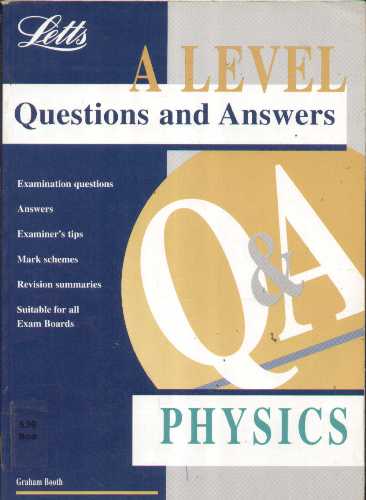 Letts
A LEVEL
Questions and Answers
Examination questions
Answers
Examiner's tips
Mark schemes
Revision summaries
Suitable for all
Exam Boards
Q&A
PHYSICS
Graham Booth